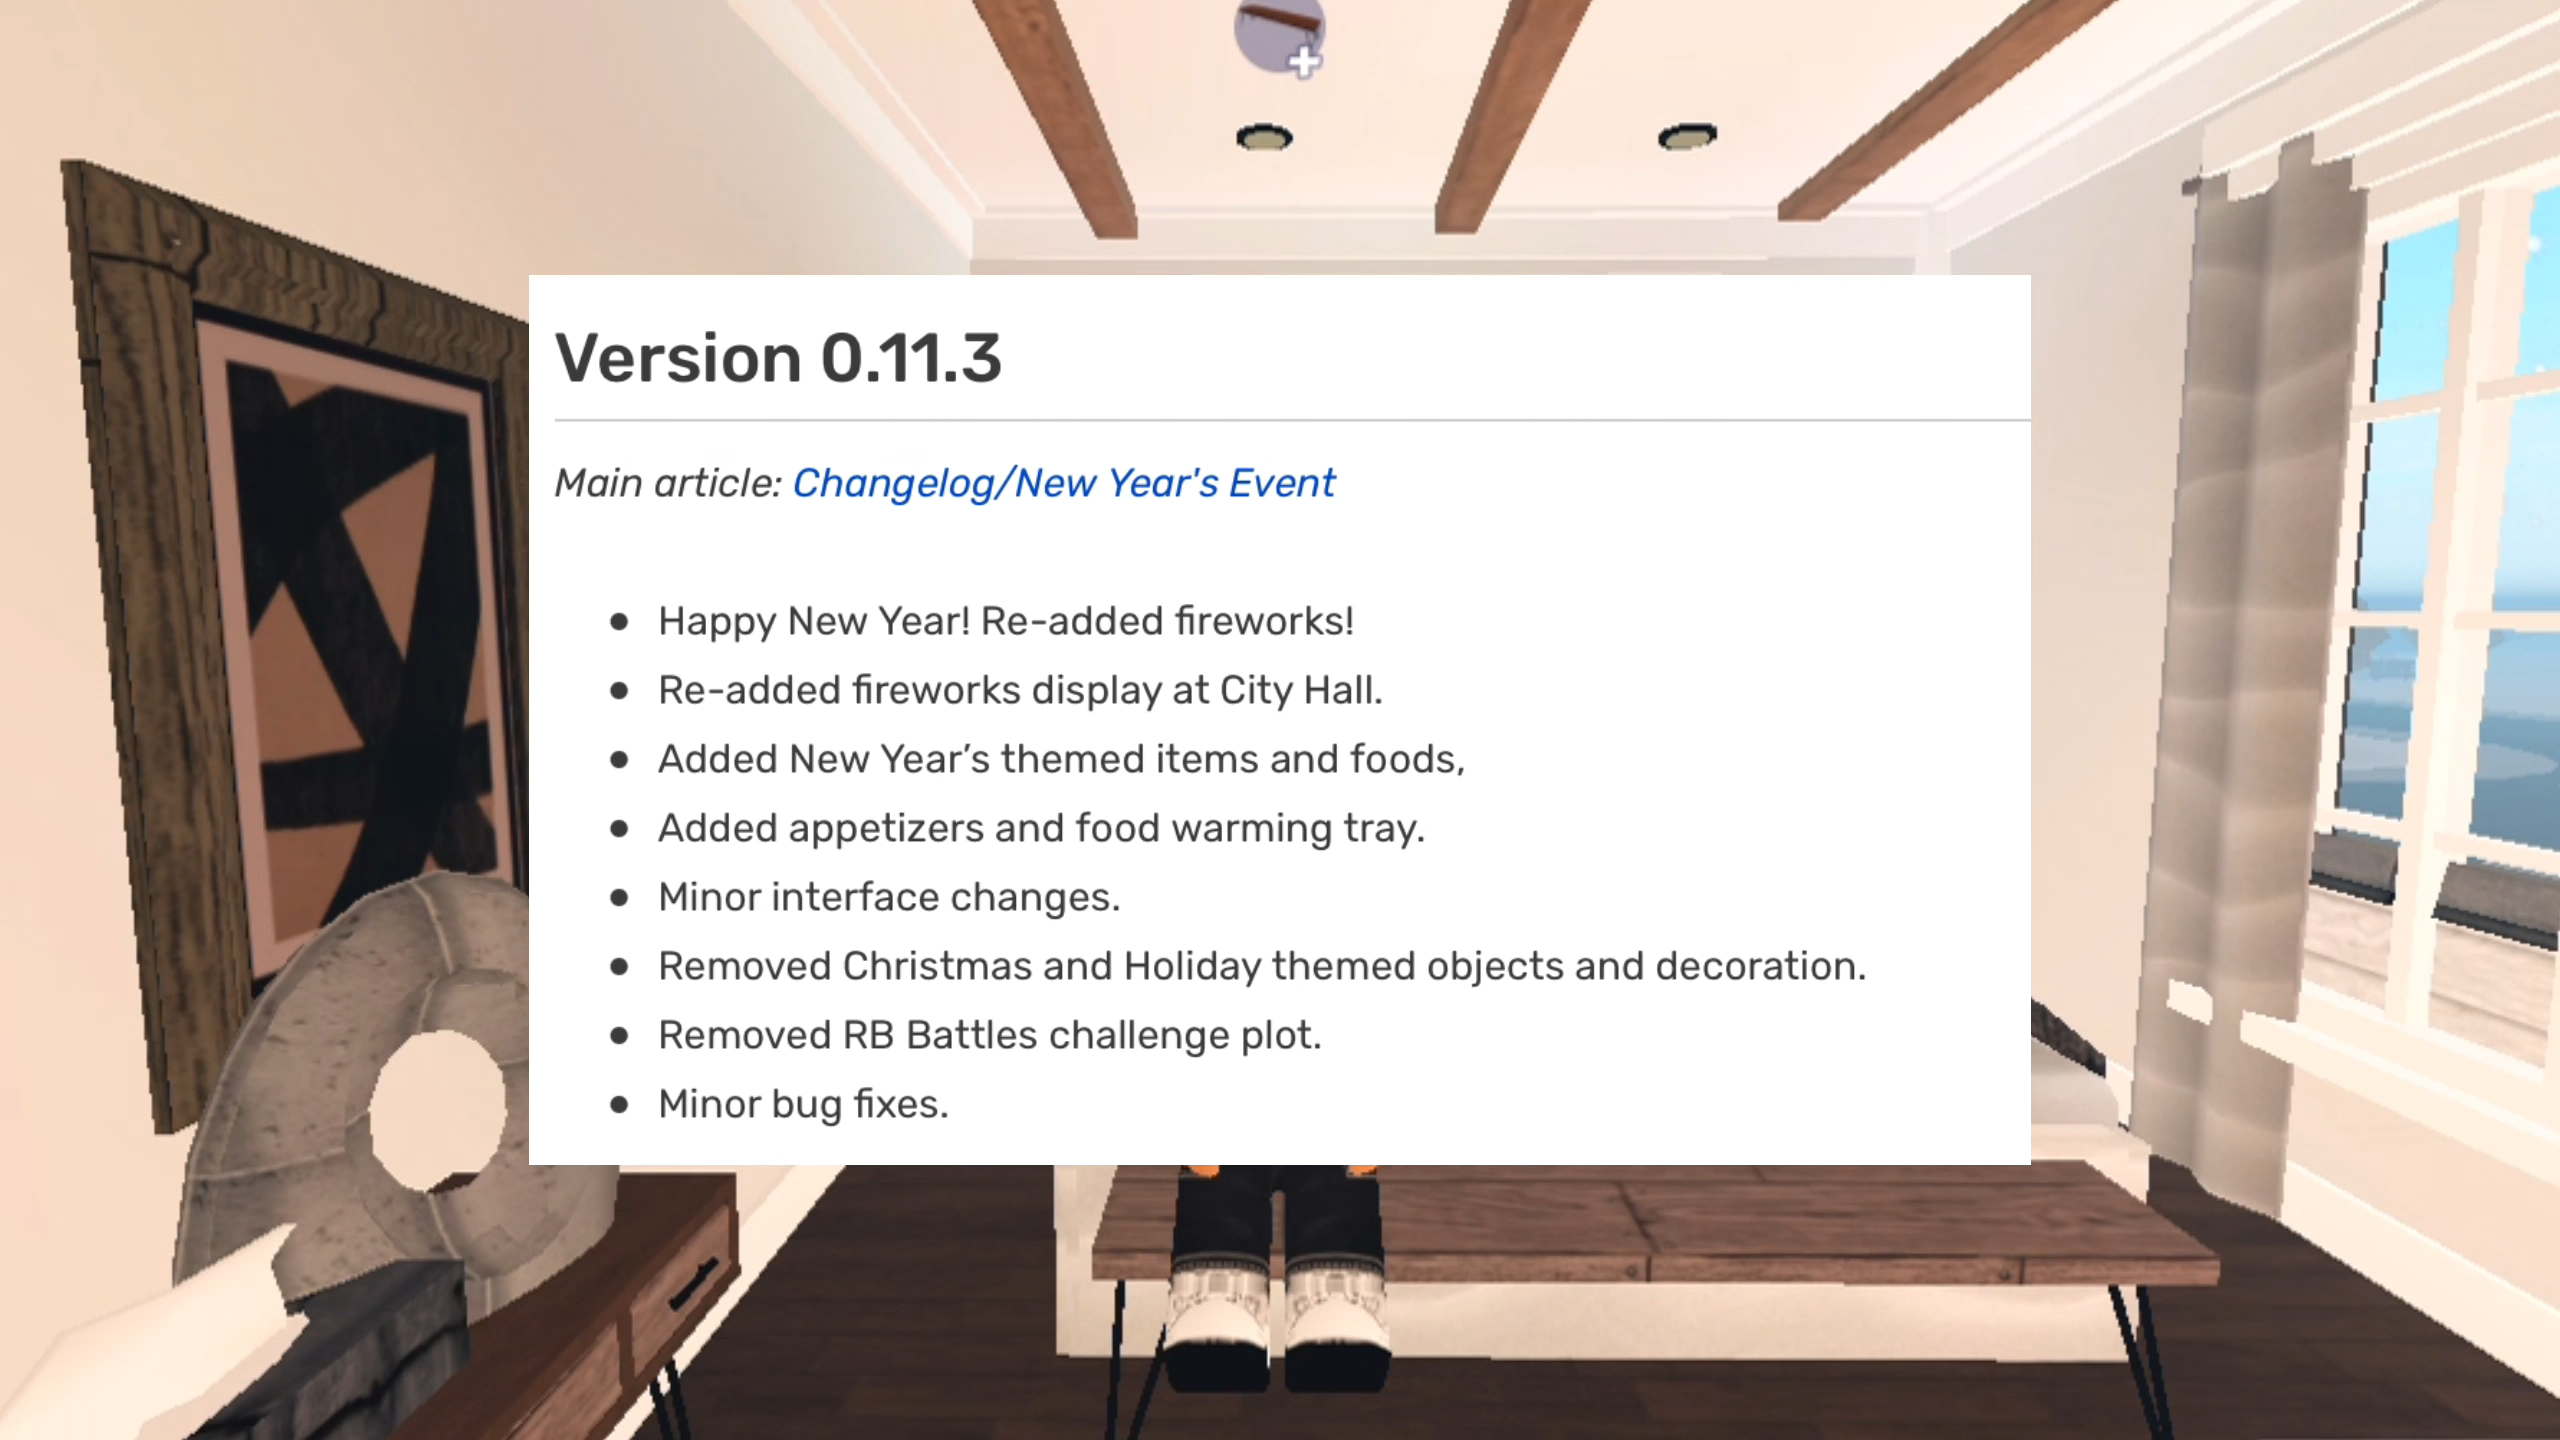 Version 0.11.3
Main article: Changelog/New Year's Event
Happy New Year! Re-added fireworks!
Re-added fireworks display at City Hall.
Added New Year’s themed items and foods,
Added appetizers and food warming tray.
Minor interface changes.
Removed Christmas and Holiday themed objects and decoration.
Removed RB Battles challenge plot.
Minor bug fixes.